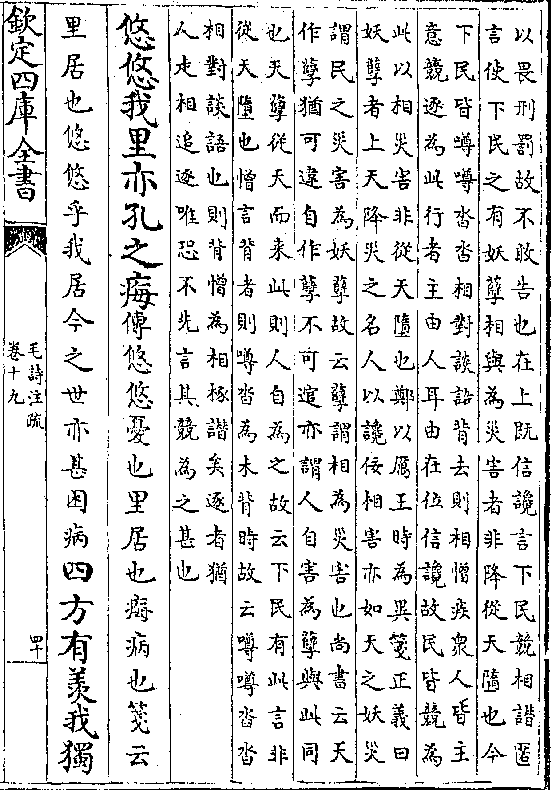 以畏刑罰故不敢告也在上既信讒言下民競相譖匿
言使下民之有妖孽相與為災害者非降從天隨也今
下民皆噂噂沓沓相對談語背去則相憎疾衆人皆主
意競逐為此行者主由人耳由在位信讒故民皆競為
此以相災害非從天隨也鄭以厲王時為異箋正義曰
妖孽者上天降災之名人以讒佞相害亦如天之妖災
謂民之災害為妖孽故云孽謂相為災害也尚書云天
作孽猶可違自作孽不可逭亦謂人自害為孽與此同
也天孽從天而来此則人自為之故云下民有此言非
從天隨也憎言背者則噂沓為未背時故云噂噂沓沓
相對談語也則背憎為相椓譖矣逐者猶
人走相追逐唯恐不先言其競為之甚也
悠悠我里亦孔之痗傳悠悠憂也里居也痗病也箋云
里居也悠悠乎我居今之世亦甚困病四方有羡我獨
欽定四庫全書
毛詩注疏
卷十九
四十